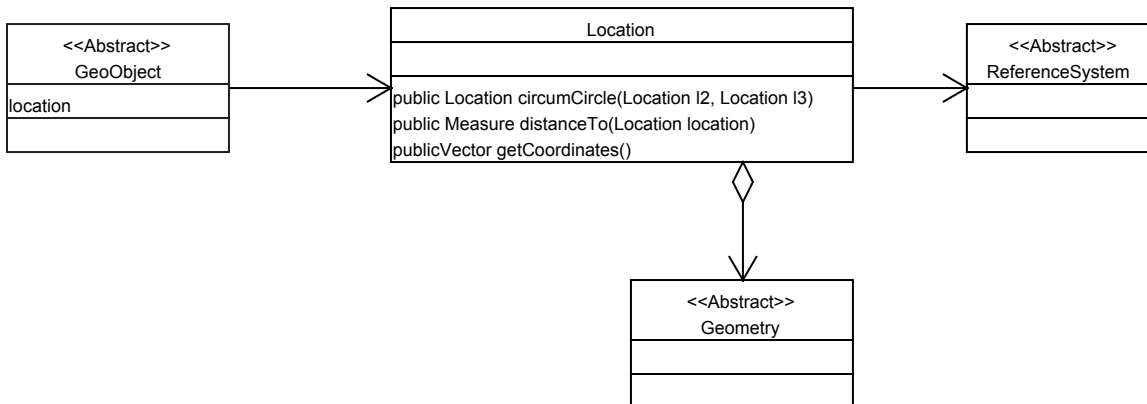 <<Abstract>>
GeoObject
location
Location
public Location circumCircle(Location l2, Location l3)
public Measure distanceTo(Location location)
publicVector getCoordinates()
<<Abstract>>
ReferenceSystem
<<Abstract>>
Geometry